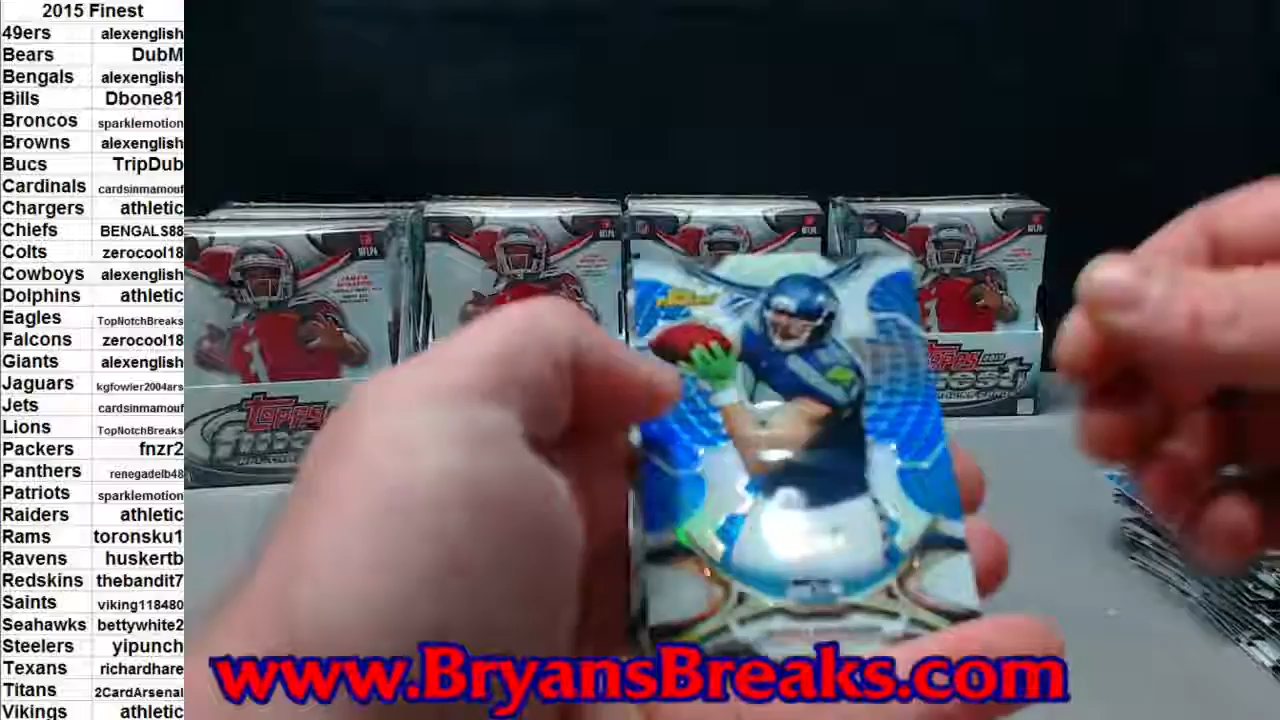 2015 Finest
49ers alexenglish
Bears DubM
Bengals alexenglish
Bills Dbone81
Broncos sparklemotion
Browns alexenglish
Bucs TripDub
Cardinals cardsinmamouf
Chargers athletic
Chiefs BENGALS88
Colts zerocool18
Cowboys alexenglish
Dolphins athletic
Eagles TopNotchBreaks
Falcons zerocool18
Giants alexenglish
Jaguars kgfowler2004ars
Jets cardsinmamouf
Lions TopNotchBreaks
Packers fnzr2
Panthers renegadelb48
Patriots sparklemotion
Raiders athletic
Rams toronsku1
Ravens huskertb
Redskins thebandit7
Saints viking118480
Seahawks bettywhite2
Steelers yipunch
Texans richardhare
Titans 2CardArsenal
Vikings athletic
TOPPS
finest
TOPPS 2015
finest
www.BryansBreaks.com